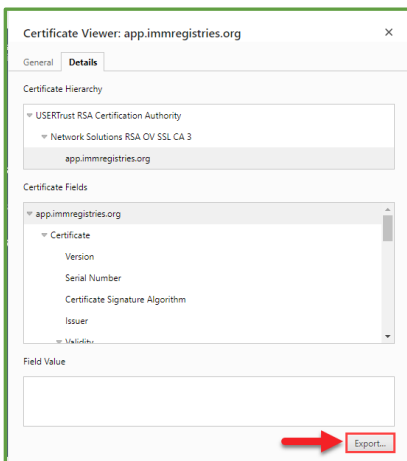 Certificate Viewer: app.immregistries.org
General Details
Certificate Hierarchy
USERTrust RSA Certification Authority
Network Solutions RSA OV SSL CA 3
app.immregistries.org
Certificate Fields
app.immregistries.org
Certificate
Version
Serial Number
Certificate Signature Algorithm
Issuer
Validity
Field Value
Export...